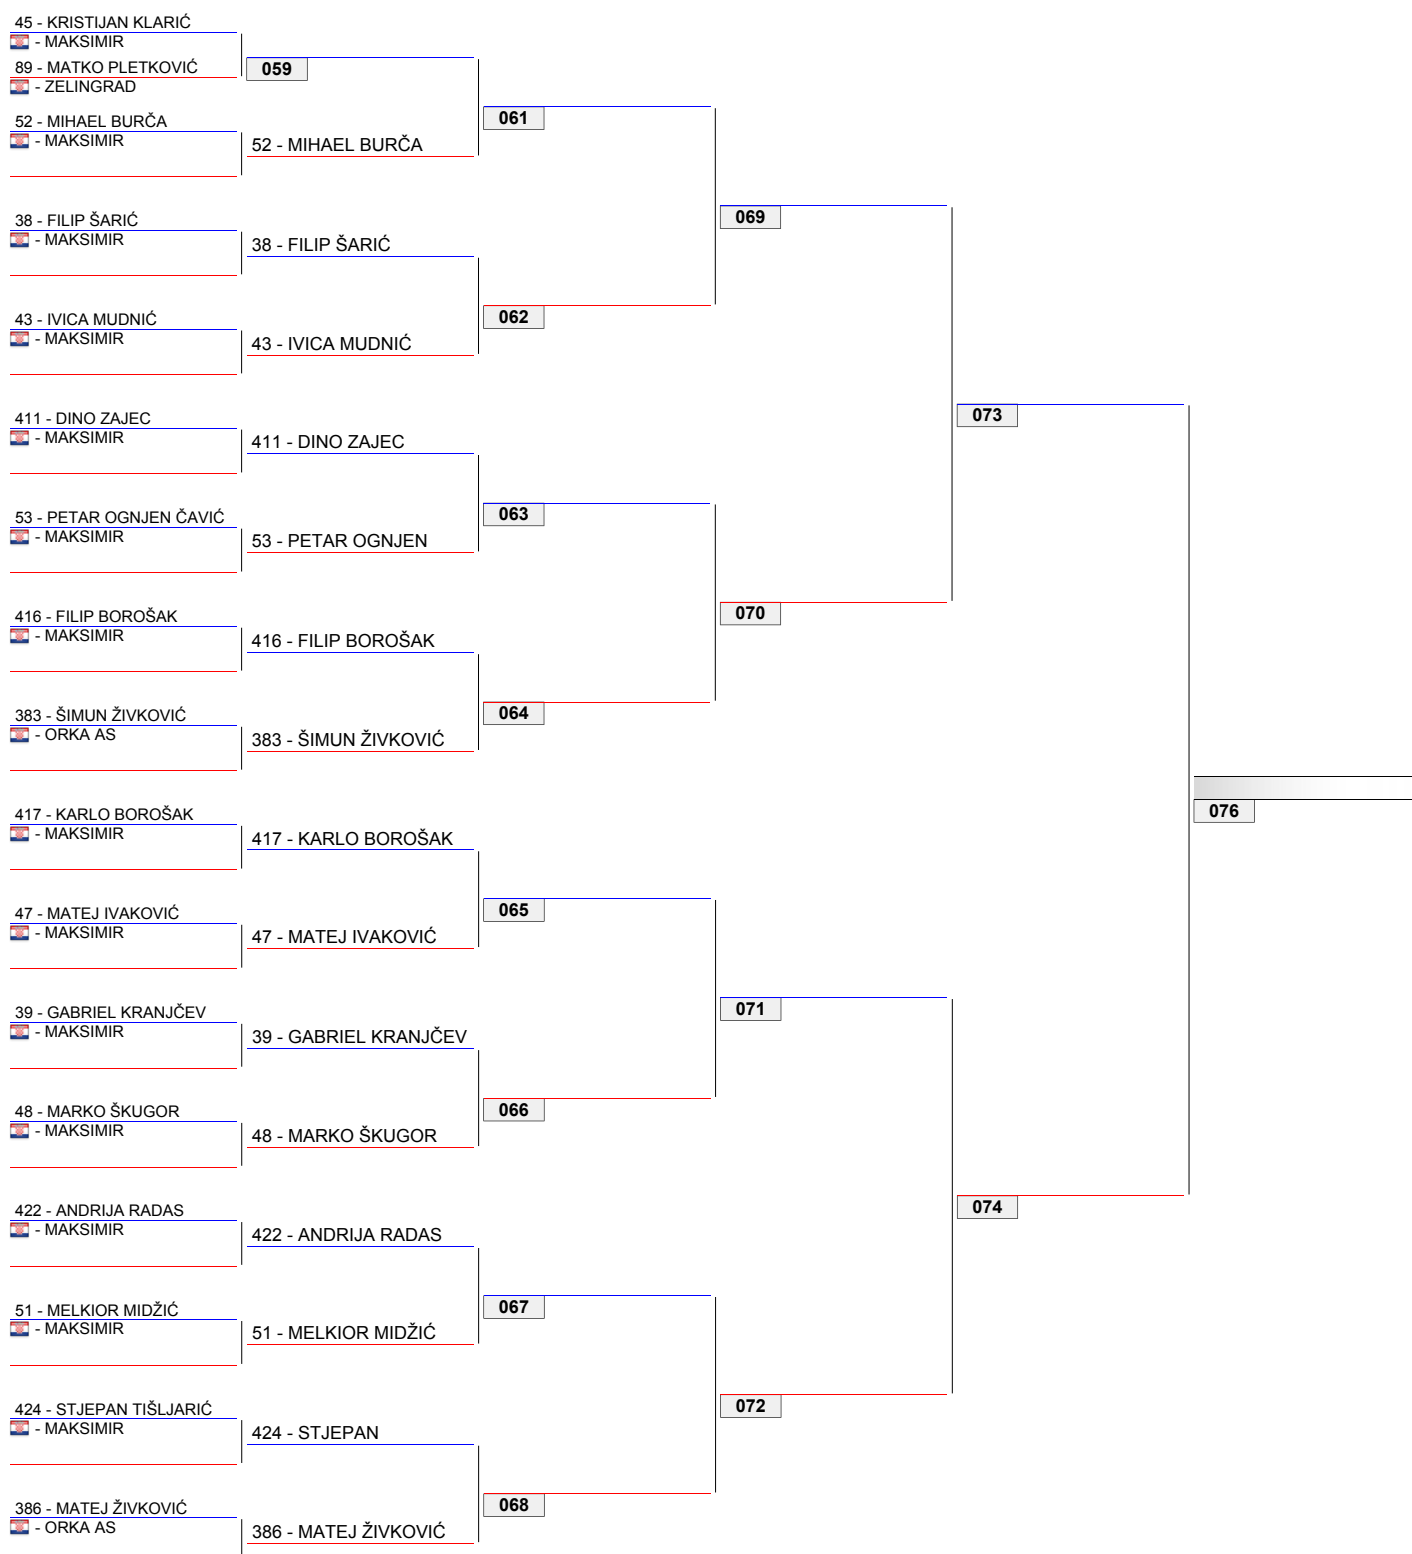 45 - KRISTIJAN KLARIĆ
- MAKSIMIR
89 - MATKO PLETKOVIĆ
- ZELINGRAD
059
52 - MIHAEL BURČA
- MAKSIMIR
52 - MIHAEL BURČA
061
38 - FILIP ŠARIĆ
- MAKSIMIR
38 - FILIP ŠARIĆ
069
43 - IVICA MUDNIĆ
- MAKSIMIR
43 - IVICA MUDNIĆ
062
411 - DINO ZAJEC
- MAKSIMIR
411 - DINO ZAJEC
073
53 - PETAR OGNJEN ČAVIĆ
- MAKSIMIR
53 - PETAR OGNJEN
063
416 - FILIP BOROŠAK
- MAKSIMIR
416 - FILIP BOROŠAK
070
383 - ŠIMUN ŽIVKOVIĆ
- ORKA AS
383 - ŠIMUN ŽIVKOVIĆ
064
076
417 - KARLO BOROŠAK
- MAKSIMIR
417 - KARLO BOROŠAK
47 - MATEJ IVAKOVIĆ
- MAKSIMIR
47 - MATEJ IVAKOVIĆ
065
39 - GABRIEL KRANJČEV
- MAKSIMIR
39 - GABRIEL KRANJČEV
071
48 - MARKO ŠKUGOR
- MAKSIMIR
48 - MARKO ŠKUGOR
066
422 - ANDRIJA RADAS
- MAKSIMIR
422 - ANDRIJA RADAS
074
51 - MELKIOR MIDŽIĆ
- MAKSIMIR
51 - MELKIOR MIDŽIĆ
067
424 - STJEPAN TIŠLJARIĆ
- MAKSIMIR
424 - STJEPAN
072
386 - MATEJ ŽIVKOVIĆ
- ORKA AS
386 - MATEJ ŽIVKOVIĆ
068